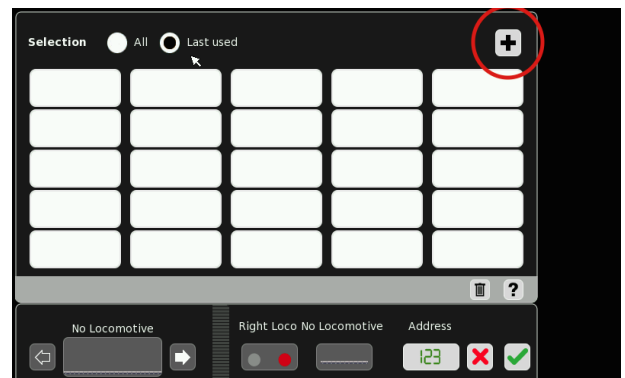 Selection All Last used
?
No Locomotive Right Loco No Locomotive Address
123